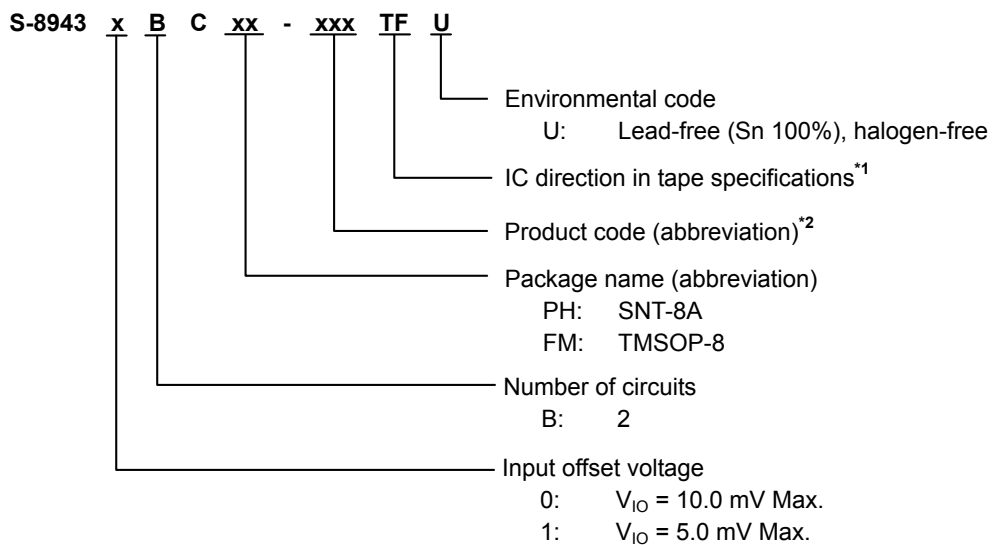 S-8943 x B C xx - xxx TF U
Environmental code
U: Lead-free (Sn 100%), halogen-free
IC direction in tape specifications*1
Product code (abbreviation)*2
Package name (abbreviation)
PH: SNT-8A
FM: TMSOP-8
Number of circuits
B: 2
Input offset voltage
0: VIO = 10.0 mV Max.
1: VIO = 5.0 mV Max.